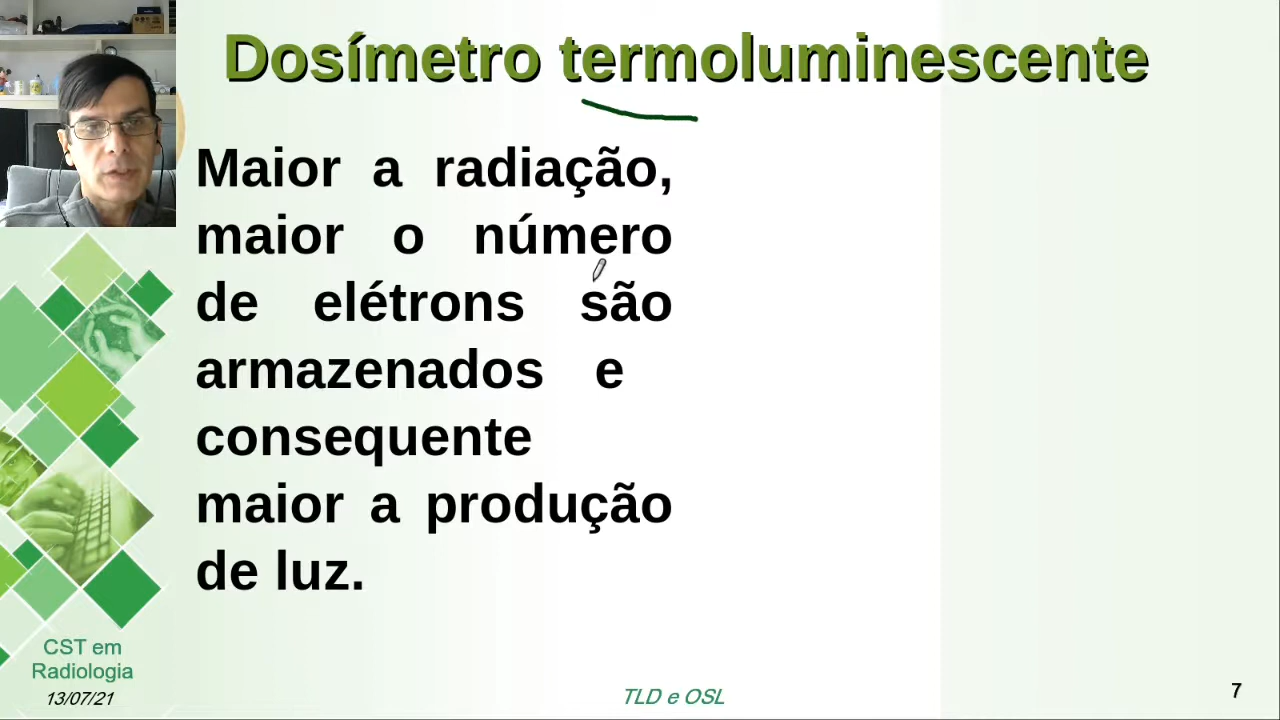 Dosímetro termoluminescente
Maior a radiação,
maior o número
de elétrons são
armazenados e
consequente
maior a produção
de luz.
CST em
Radiologia
13/07/21
TLD e OSL
7